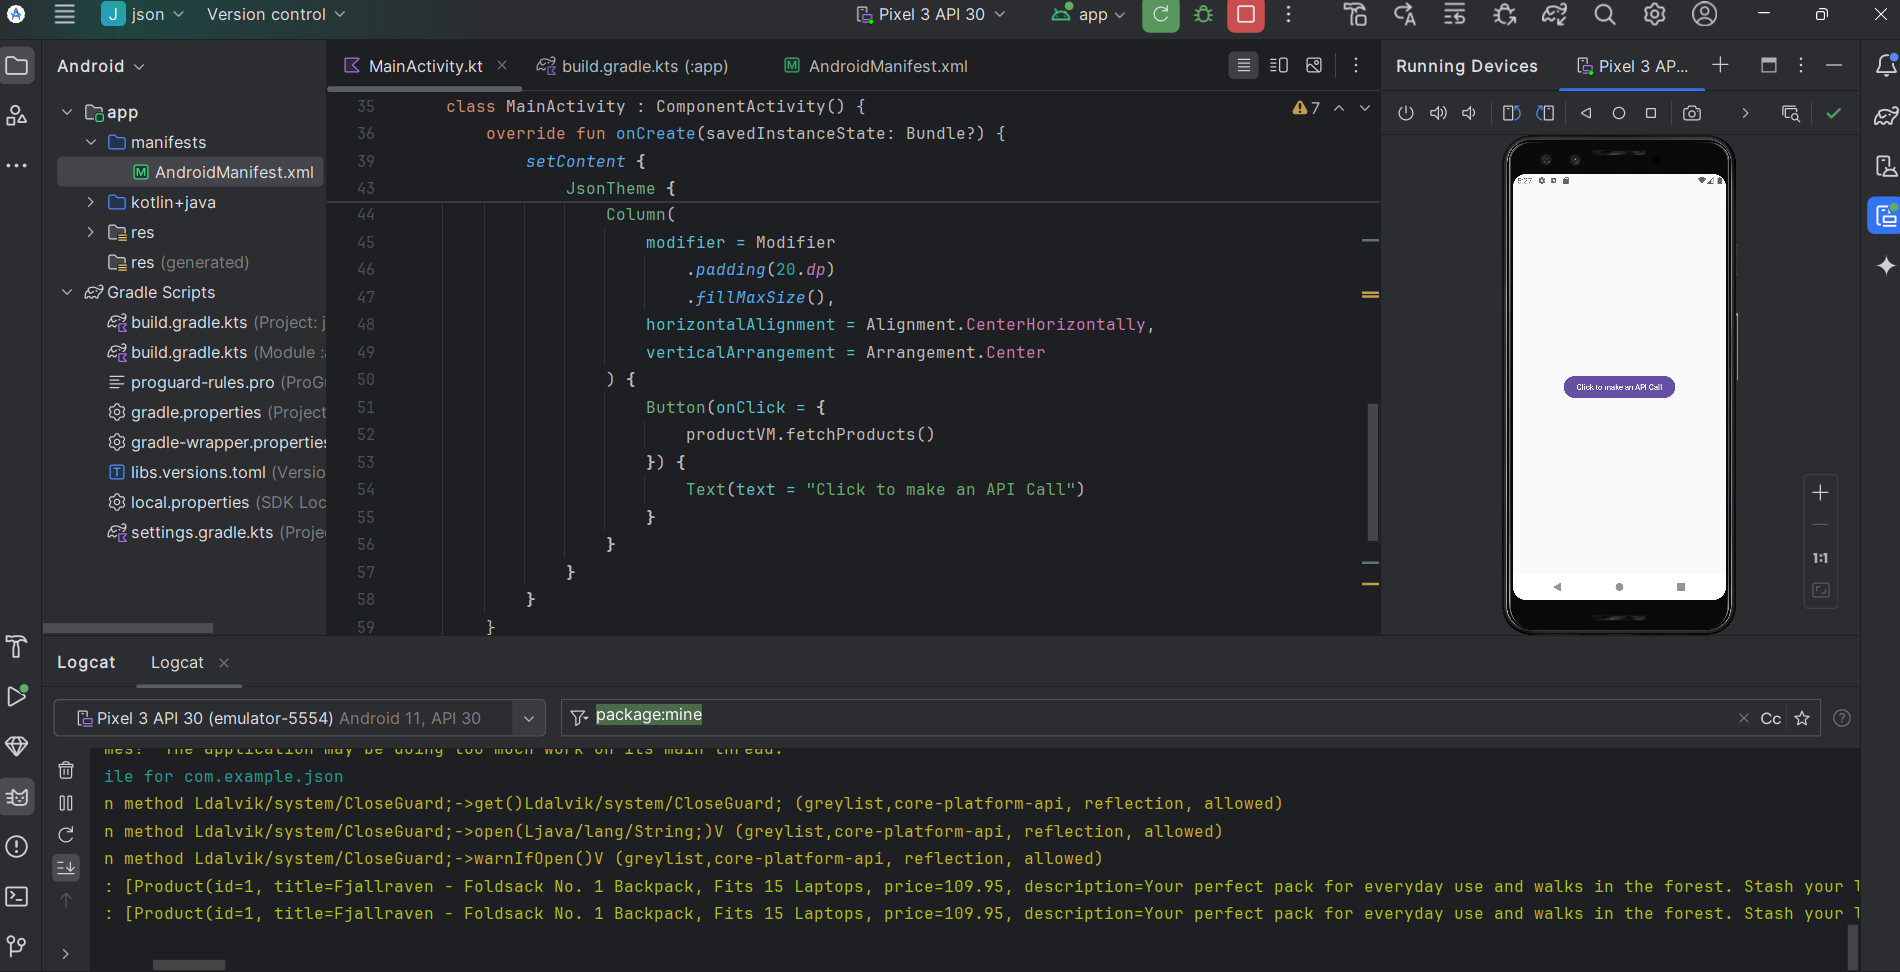 J json Version control Pixel 3 API 30 app
Android
MainActivity.kt build.gradle.kts (:app) AndroidManifest.xml
Running Devices Pixel 3 AP...
app
manifests
AndroidManifest.xml
kotlin+java
res
res (generated)
Gradle Scripts
build.gradle.kts (Project: j
build.gradle.kts (Module :a
proguard-rules.pro (ProGu
gradle.properties (Project
gradle-wrapper.properties
libs.versions.toml (Versio
local.properties (SDK Loc
settings.gradle.kts (Proje
35 class MainActivity : ComponentActivity() {
7
36 override fun onCreate(savedInstanceState: Bundle?) {
39 setContent {
43 JsonTheme {
44 Column(
45 modifier = Modifier
46 .padding(20.dp)
47 .fillMaxSize(),
48 horizontalAlignment = Alignment.CenterHorizontally,
49 verticalArrangement = Arrangement.Center
50 ) {
51 Button(onClick = {
52 productVM.fetchProducts()
53 }) {
54 Text(text = "Click to make an API Call")
55 }
56 }
57 }
58 }
59 }
5:27
Click to make an API Call
1:1
Logcat Logcat
Pixel 3 API 30 (emulator-5554) Android 11, API 30
package:mine
Cc
mes! The application may be doing too much work on its main thread.
ile for com.example.json
n method Ldalvik/system/CloseGuard;->get()Ldalvik/system/CloseGuard; (greylist,core-platform-api, reflection, allowed)
n method Ldalvik/system/CloseGuard;->open(Ljava/lang/String;)V (greylist,core-platform-api, reflection, allowed)
n method Ldalvik/system/CloseGuard;->warnIfOpen()V (greylist,core-platform-api, reflection, allowed)
: [Product(id=1, title=Fjallraven - Foldsack No. 1 Backpack, Fits 15 Laptops, price=109.95, description=Your perfect pack for everyday use and walks in the forest. Stash your l
: [Product(id=1, title=Fjallraven - Foldsack No. 1 Backpack, Fits 15 Laptops, price=109.95, description=Your perfect pack for everyday use and walks in the forest. Stash your l